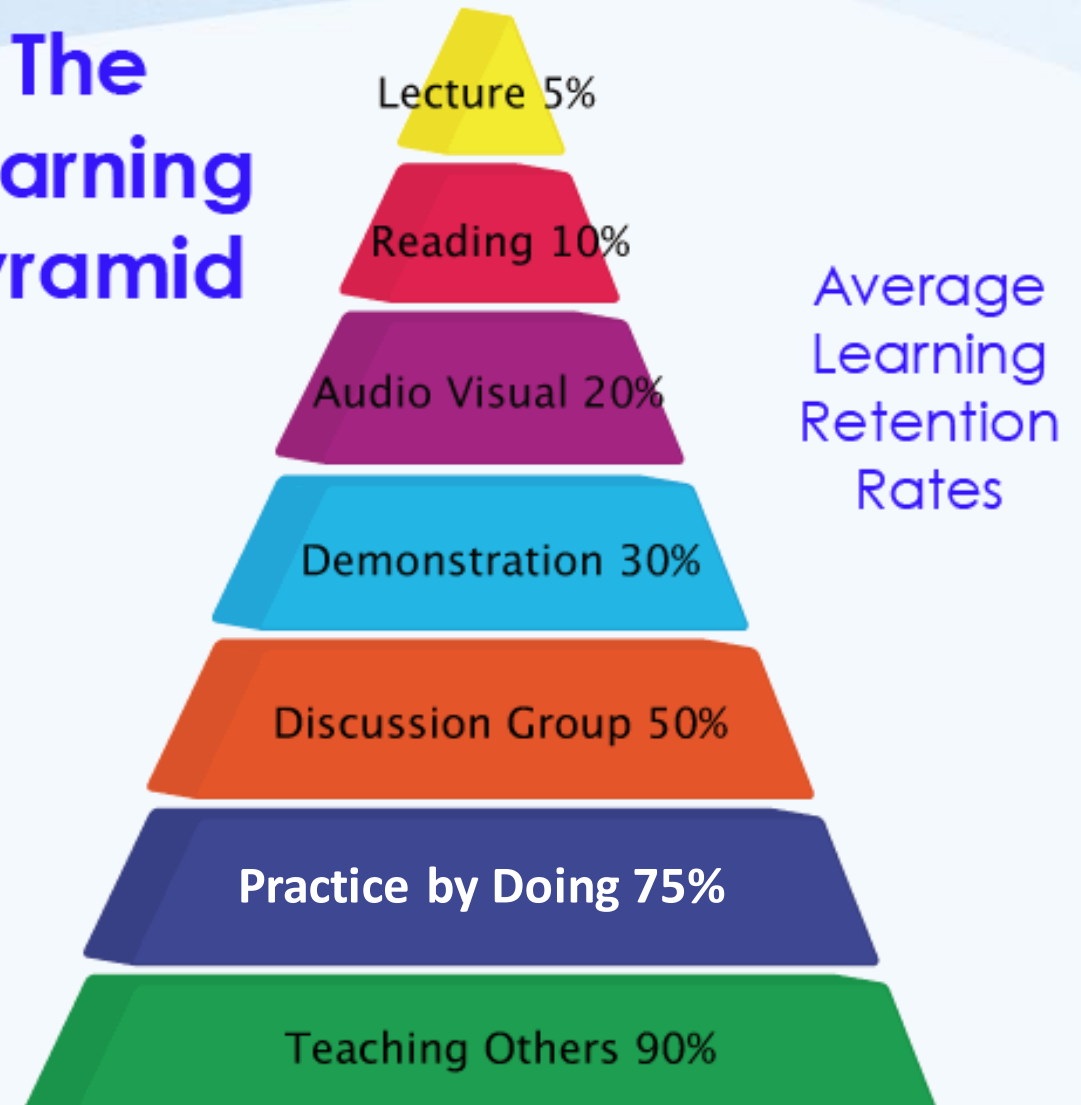 The
arning
yramid
Lecture 5%
Reading 10%
Audio Visual 20%
Demonstration 30%
Discussion Group 50%
Practice by Doing 75%
Teaching Others 90%
Average
Learning
Retention
Rates